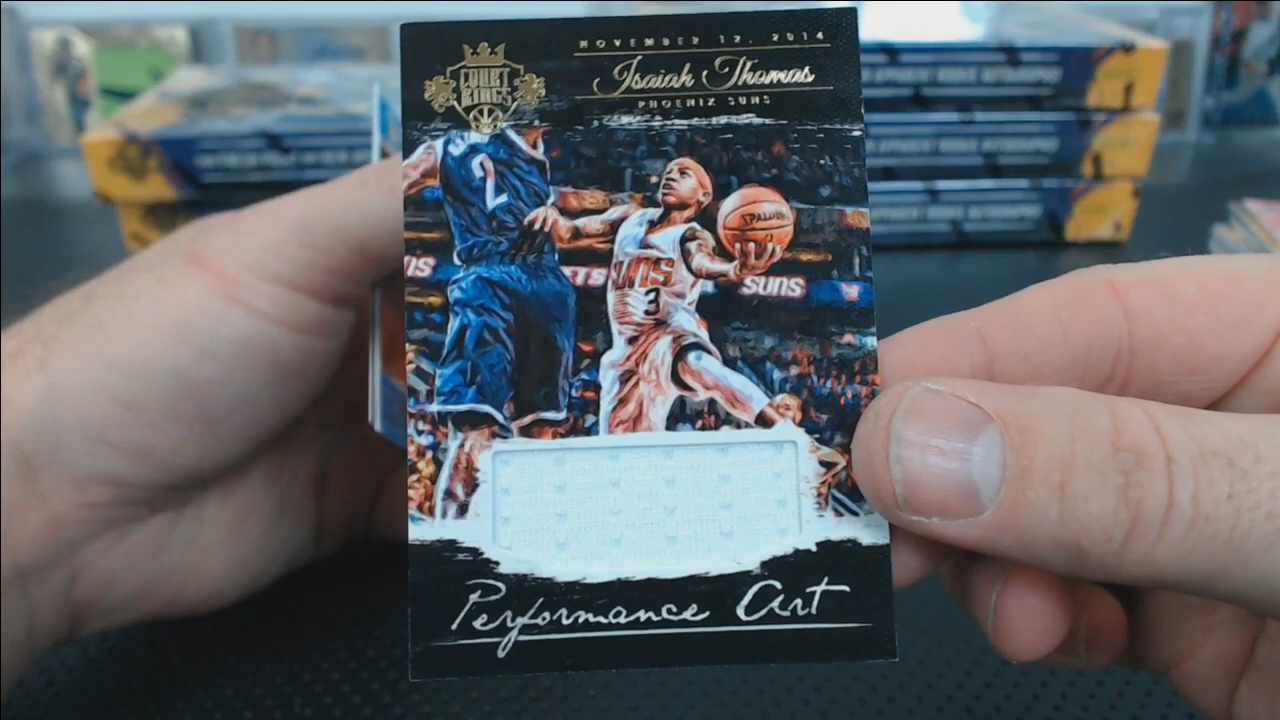 NOVEMBER 12, 2014
Isaiah Thomas
PHOENIX SUNS
COURT
KINGS
2
SPALDING
SUNS
3
SUNS
Performance Art